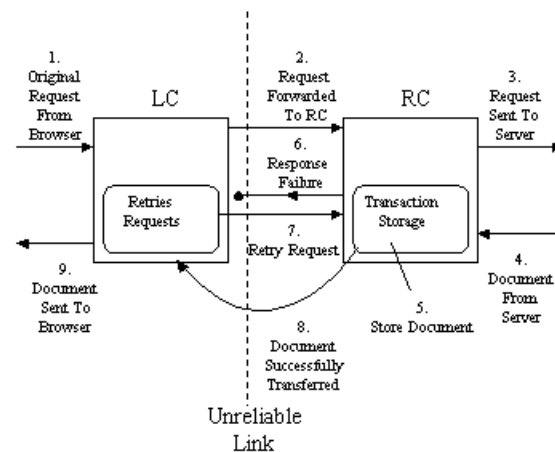 1.
Original
Request
From
Browser
LC
2.
Request
Forwarded
To RC
RC
3.
Request
Sent To
Server
6.
Response
Failure
Retries
Requests
Transaction
Storage
7.
Retry Request
9.
Document
Sent To
Browser
8.
Document
Successfully
Transferred
5.
Store Document
4.
Document
From
Server
Unreliable
Link